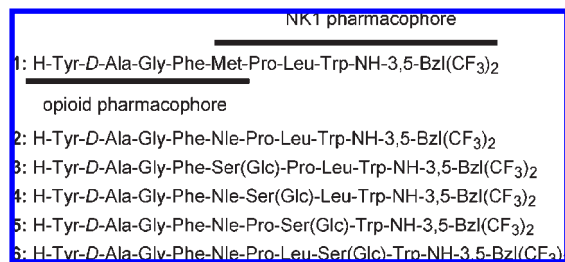 NK1 pharmacophore
1: H-Tyr-D-Ala-Gly-Phe-Met-Pro-Leu-Trp-NH-3,5-Bzl(CF3)2
opioid pharmacophore
2: H-Tyr-D-Ala-Gly-Phe-Nle-Pro-Leu-Trp-NH-3,5-Bzl(CF3)2
3: H-Tyr-D-Ala-Gly-Phe-Ser(Glc)-Pro-Leu-Trp-NH-3,5-Bzl(CF3)2
4: H-Tyr-D-Ala-Gly-Phe-Nle-Ser(Glc)-Leu-Trp-NH-3,5-Bzl(CF3)2
5: H-Tyr-D-Ala-Gly-Phe-Nle-Pro-Ser(Glc)-Trp-NH-3,5-Bzl(CF3)2
6: H-Tyr-D-Ala-Gly-Phe-Nle-Pro-Leu-Ser(Glc)-Trp-NH-3,5-Bzl(CF3)